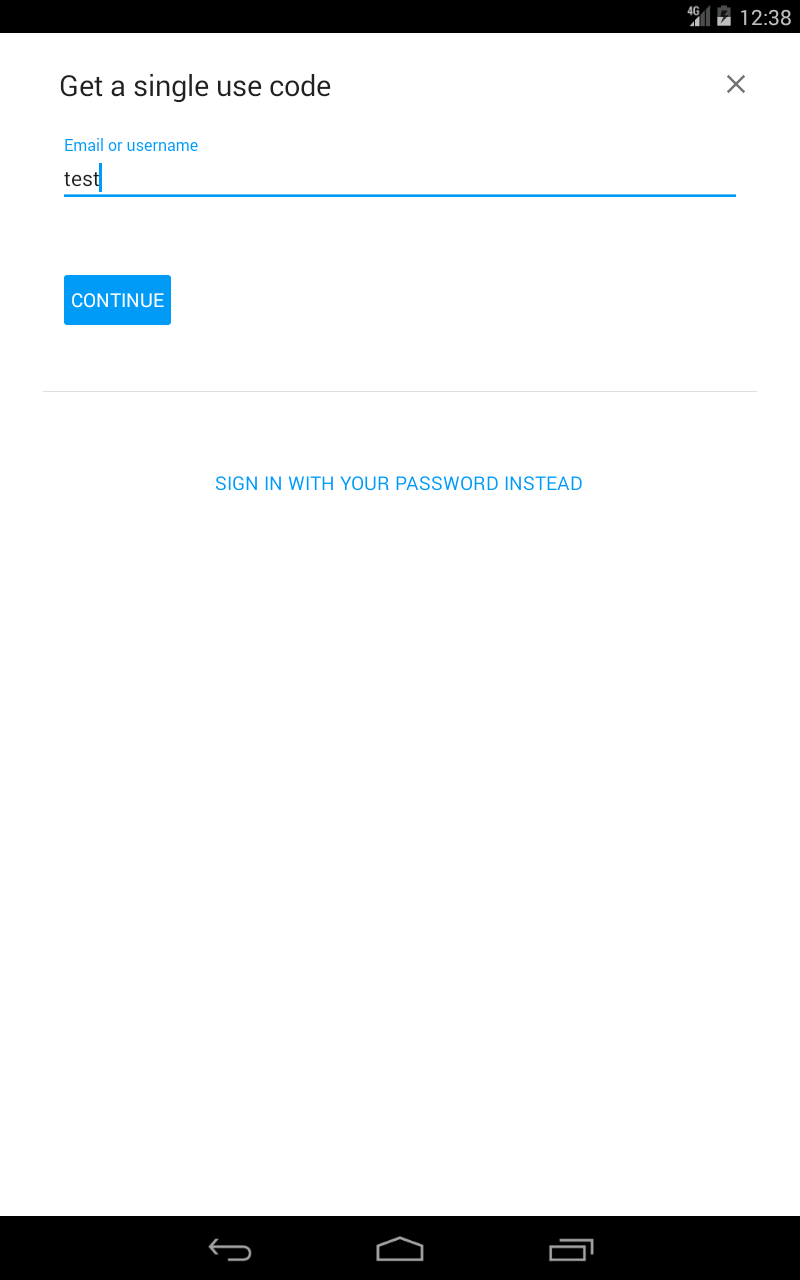 4G 12:38
Get a single use code
Email or username
test
CONTINUE
SIGN IN WITH YOUR PASSWORD INSTEAD